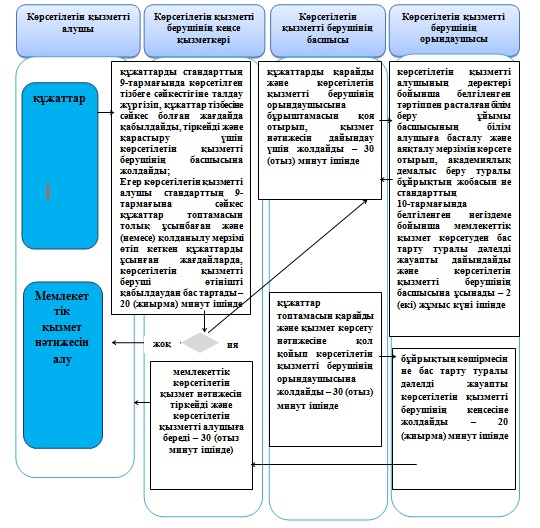 Көрсетілетін қызметті
алушы
Көрсетілетін қызметті
берушінің кеңсе
қызметкері
Көрсетілетін
қызметті берушінің
басшысы
Көрсетілетін қызметті
берушінің
орындаушысы
құжаттар
құжаттарды стандарттың
9-тармағында көрсетілген
тізбеге сәйкестігіне талдау
жүргізіп, құжаттар тізбесіне
сәйкес болған жағдайда
қабылдайды, тіркейді және
қарастыру үшін
көрсетілетін қызметті
берушінің басшысына
жолдайды;
Егер көрсетілетін қызметті
алушы стандарттың 9-
тармағына сәйкес
құжаттар топтамасын
толық ұсынбаған және
(немесе) қолданылу мерзімі
өтіп кеткен құжаттарды
ұсынған жағдайларда,
көрсетілетін қызметті
беруші өтінішті
қабылдаудан бас тартады –
20 (жиырма) минут ішінде
құжаттарды қарайды
және көрсетілетін
қызметті берушінің
орындаушысына
бұрыштамасын қоя
отырып, қызмет
нәтижесін дайындау
үшін жолдайды – 30
(отыз) минут ішінде
көрсетілетін қызметті
алушының деректері
бойынша белгіленген
тәртіппен расталған білім
беру ұйымы
басшысының білім
алушыға басталу және
аяқталу мерзімін көрсете
отырып, академиялық
демалыс беру туралы
бұйрықтың жобасын не
стандарттың
10-тармағында
белгіленген негіздеме
бойынша мемлекеттік
қызмет көрсетуден бас
тарту туралы дәлелді
жауапты дайындайды
және көрсетілетін
қызметті берушінің
басшысына ұсынады – 2
(екі) жұмыс күні ішінде
Мемлекет
тік
қызмет
нәтижесін
алу
жоқ
ия
құжаттар
топтамасын қарайды
және қызмет көрсету
нәтижесіне қол
қойып көрсетілетін
қызметті берушінің
орындаушысына
жолдайды – 30 (отыз)
минут ішінде
мемлекеттік
көрсетілетін
қызмет нәтижесін
тіркейді және
көрсетілетін
қызметті алушыға
береді – 30 (отыз
минут ішінде)
бұйрықтың көшірмесін
не бас тарту туралы
дәлелді жауапты
көрсетілетін қызметті
берушінің кеңсесіне
жолдайды – 20
(жиырма) минут ішінде